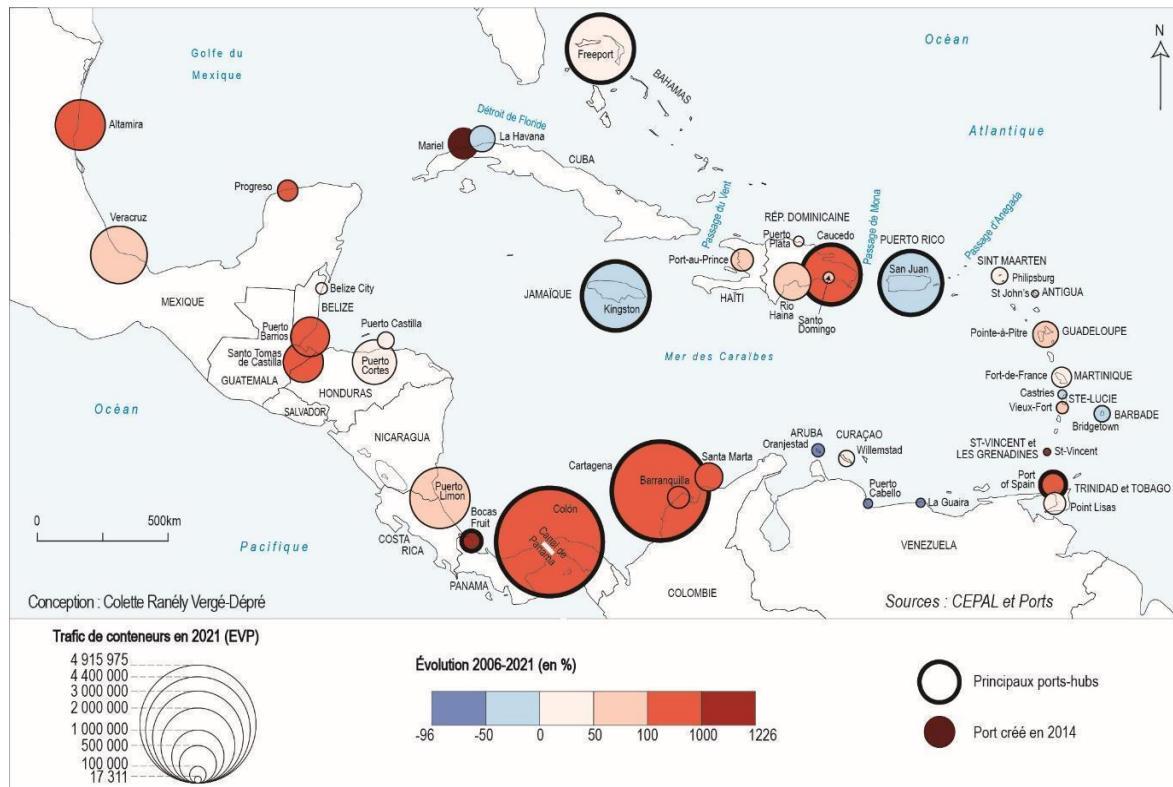 Golfe du
Mexique
Océan
Atlantique
N
Freeport
BAHAMAS
Détroit de Floride
Altamira
Mariel
La Havana
CUBA
Progreso
Veracruz
Passage du Vent
RÉP. DOMINICAINE
Puerto
Plata
Caucedo
Passage de Mona
PUERTO RICO
Passage d'Anegada
Port-au-Prince
San Juan
SINT MAARTEN
Philipsburg
St John's
ANTIGUA
Belize City
MEXIQUE
BELIZE
JAMAÏQUE
Kingston
HAÏTI
Rio
Haina
Santo
Domingo
Pointe-à-Pitre
GUADELOUPE
Puerto
Barrios
Puerto Castilla
Santo Tomas
de Castilla
Puerto
Cortes
Mer des Caraïbes
Fort-de-France
MARTINIQUE
GUATEMALA
HONDURAS
Castries
STE-LUCIE
Vieux-Fort
BARBADE
Bridgetown
Océan
SALVADOR
NICARAGUA
ARUBA
Oranjestad
CURAÇAO
Willemstad
ST-VINCENT et
LES GRENADINES
St-Vincent
Cartagena
Santa Marta
Barranquilla
Port
of Spain
TRINIDAD et TOBAGO
Point Lisas
Puerto
Limon
Puerto
Cabello
La Guaira
Bocas
Fruit
Colón
Canal de
Panama
0
500km
COSTA
RICA
Pacifique
PANAMA
VENEZUELA
COLOMBIE
Conception : Colette Ranély Vergé-Dépré
Sources : CEPAL et Ports
Trafic de conteneurs en 2021 (EVP)
4 915 975
4 400 000
3 000 000
2 000 000
1 000 000
500 000
100 000
17 311
Évolution 2006-2021 (en %)
-96 -50 0 50 100 1000 1226
Principaux ports-hubs
Port créé en 2014